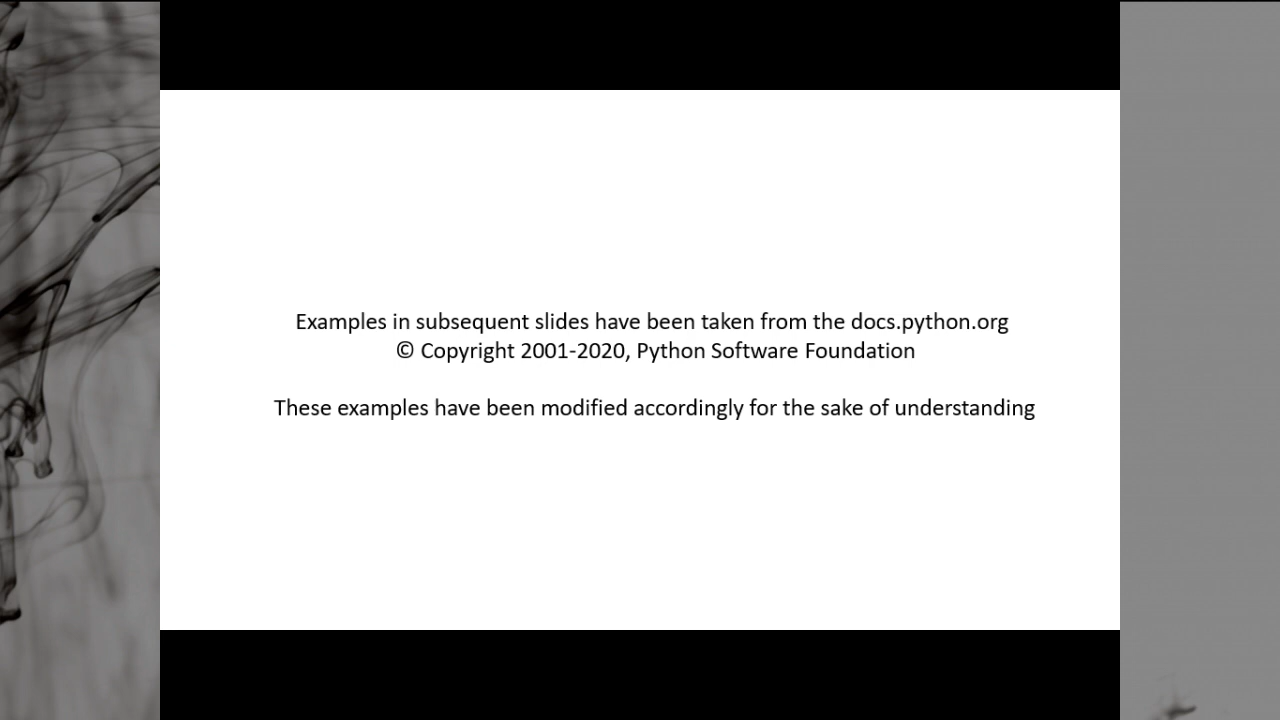 Examples in subsequent slides have been taken from the docs.python.org
© Copyright 2001-2020, Python Software Foundation
These examples have been modified accordingly for the sake of understanding